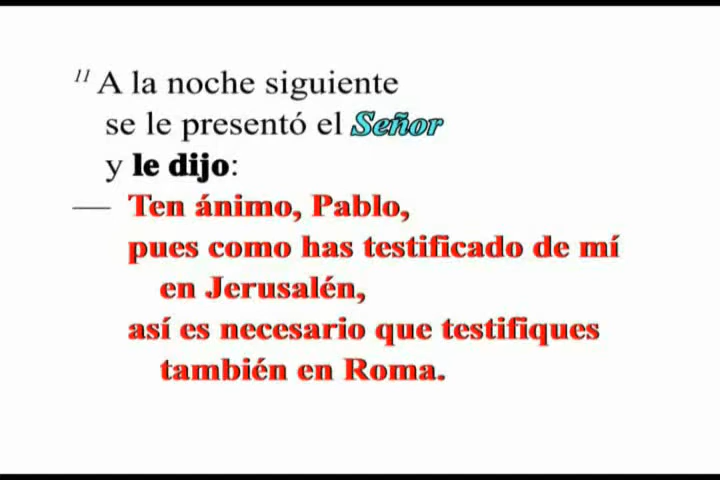 11 A la noche siguiente
se le presentó el Señor
y le dijo:
— Ten ánimo, Pablo,
pues como has testificado de mí
en Jerusalén,
así es necesario que testifiques
también en Roma.